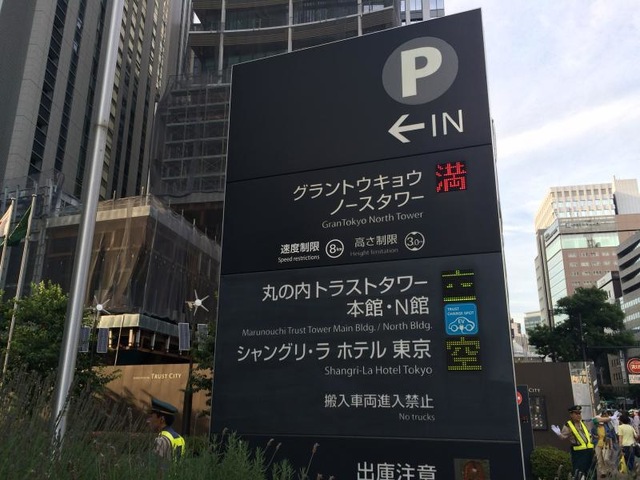 P
←IN
グラントウキョウ 満
ノースタワー
GranTokyo North Tower
速度制限 8km 高さ制限 3.0m
Speed restrictions Height limitation
丸の内トラストタワー 空
本館・N館
Marunouchi Trust Tower Main Bldg. / North Bldg.
シャングリ・ラ ホテル 東京 空
Shangri-La Hotel Tokyo
搬入車両進入禁止
No trucks
出庫注意
TRUST CITY